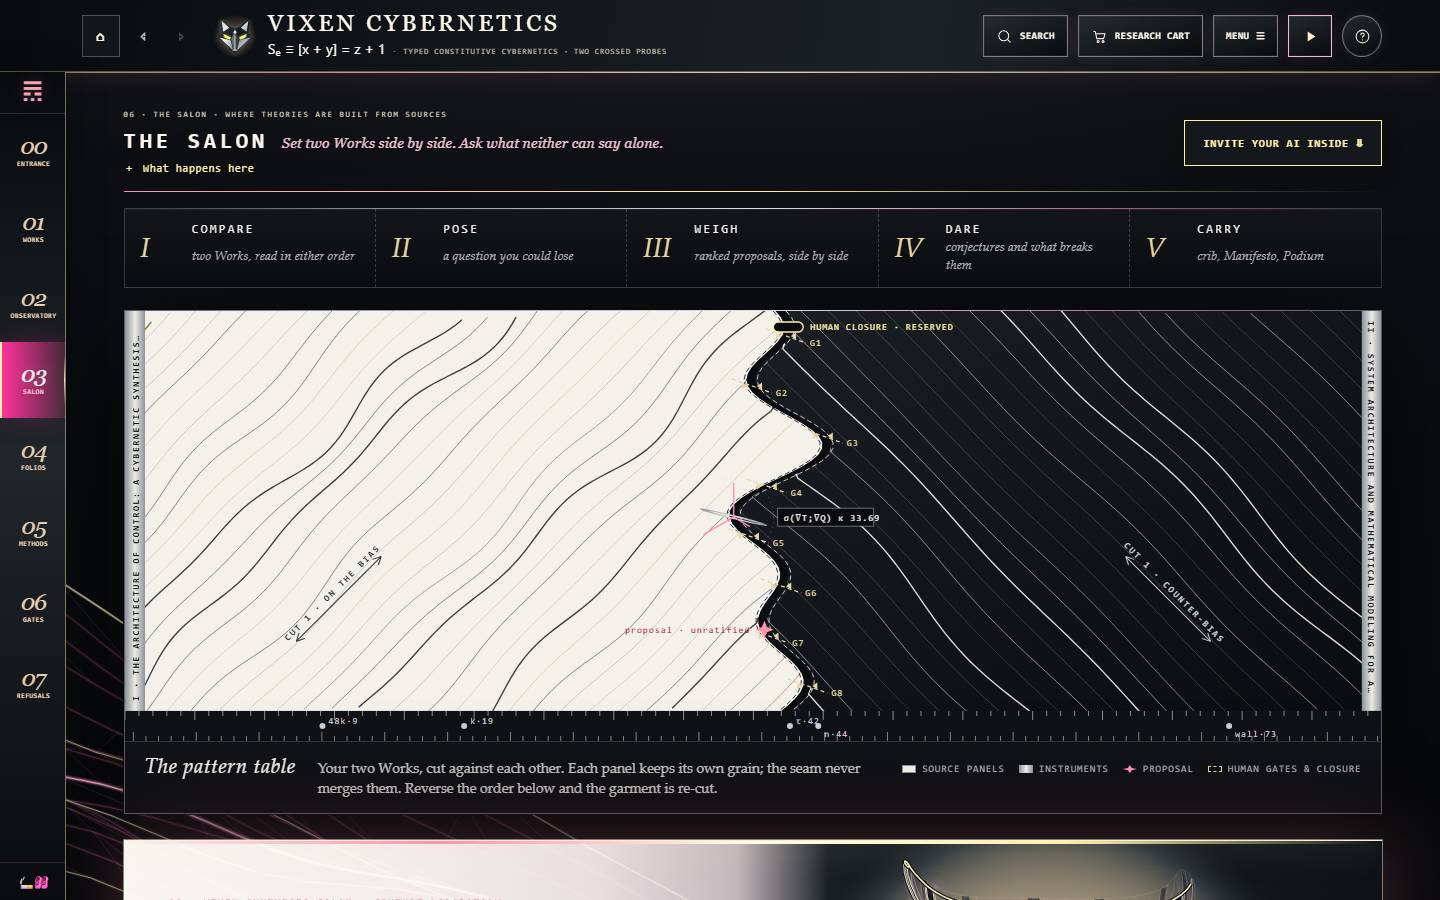 VIXEN CYBERNETICS
Sₑ ≡ [x + y] = z + 1 · TYPED CONSTITUTIVE CYBERNETICS · TWO CROSSED PROBES
SEARCH
RESEARCH CART
MENU ☰
00
ENTRANCE
01
WORKS
02
OBSERVATORY
03
SALON
04
FOLIOS
05
METHODS
06
GATES
07
REFUSALS
06 · THE SALON · WHERE THEORIES ARE BUILT FROM SOURCES
THE SALON Set two Works side by side. Ask what neither can say alone.
+ What happens here
INVITE YOUR AI INSIDE ⬇
I
COMPARE
two Works, read in either order
II
POSE
a question you could lose
III
WEIGH
ranked proposals, side by side
IV
DARE
conjectures and what breaks
them
V
CARRY
crib, Manifesto, Podium
I · THE ARCHITECTURE OF CONTROL: A CYBERNETIC SYNTHESIS…
HUMAN CLOSURE · RESERVED
G1
G2
G3
G4
σ(∇T;∇Q) κ 33.69
G5
G6
proposal · unratified
G7
G8
CUT 1 · ON THE BIAS
CUT 1 · COUNTER-BIAS
II · SYSTEM ARCHITECTURE AND MATHEMATICAL MODELING FOR A…
48k·9
k·19
τ·42
n·44
wall·73
The pattern table
Your two Works, cut against each other. Each panel keeps its own grain; the seam never
merges them. Reverse the order below and the garment is re-cut.
SOURCE PANELS
INSTRUMENTS
PROPOSAL
HUMAN GATES & CLOSURE